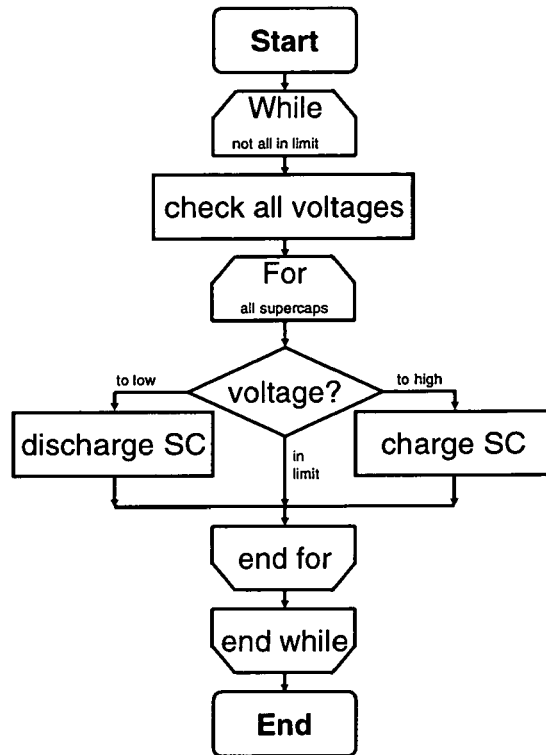 Start
While
not all in limit
check all voltages
For
all supercaps
voltage?
to low
to high
discharge SC
in
limit
charge SC
end for
end while
End